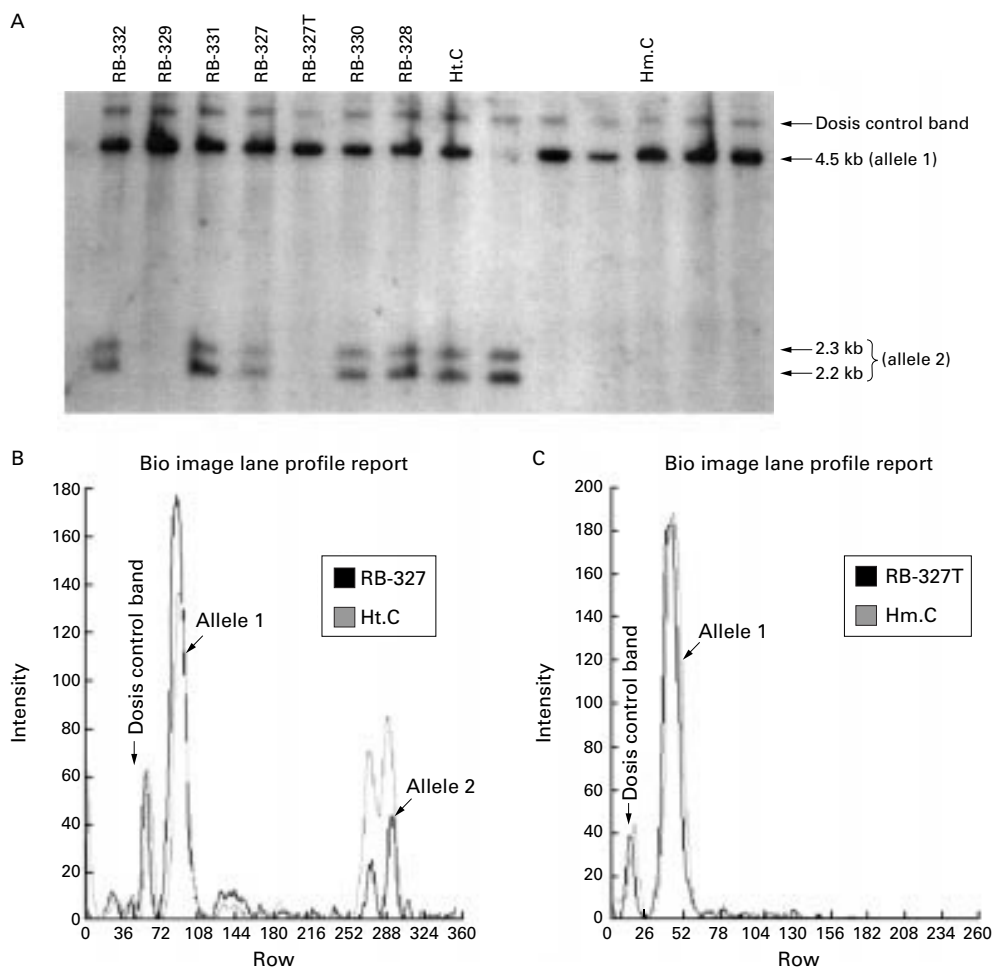 A
RB-332
RB-329
RB-331
RB-327
RB-327T
RB-330
RB-328
Ht.C
Hm.C
Dosis control band
4.5 kb (allele 1)
2.3 kb
2.2 kb
(allele 2)
B
Bio image lane profile report
180
160
140
120
100
80
60
40
20
0
Intensity
Dosis control band
Allele 1
RB-327
Ht.C
Allele 2
0 36 72 108 144 180 216 252 288 324 360
Row
C
Bio image lane profile report
200
180
160
140
120
100
80
60
40
20
0
Intensity
Dosis control band
Allele 1
RB-327T
Hm.C
0 26 52 78 104 130 156 182 208 234 260
Row